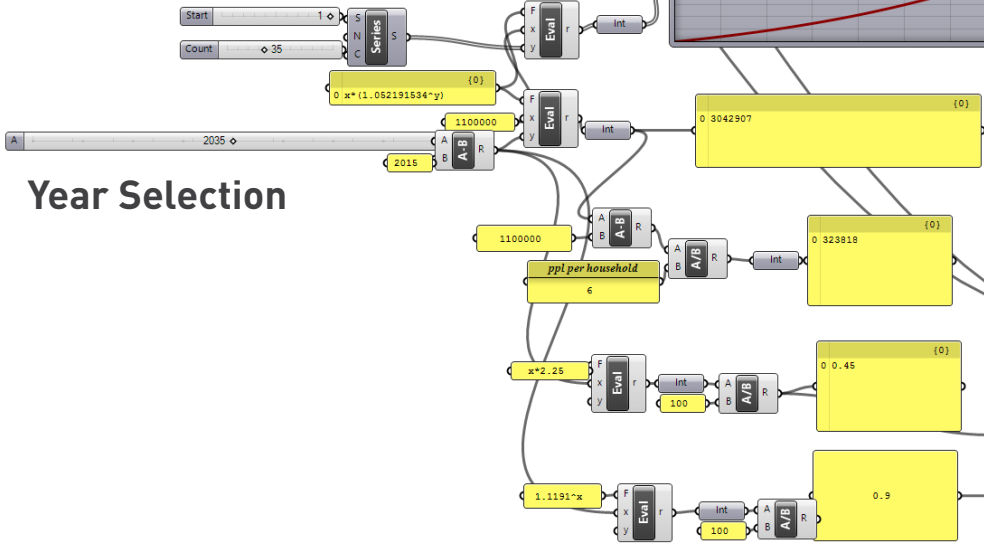 Start 1
S
N
C
Series
S
Count 35
F
x
y
Eval
r
Int
{0}
0 x*(1.052191534^y)
F
x
y
Eval
r
1100000
Int
{0}
0 3042907
A 2035
A
B
A-B
R
2015
Year Selection
1100000
A
B
A-B
R
ppl per household
6
A
B
A/B
R
Int
{0}
0 323818
x*2.25
F
x
y
Eval
r
Int
100
A
B
A/B
R
{0}
0 0.45
1.1191^x
F
x
y
Eval
r
Int
100
A
B
A/B
R
0.9